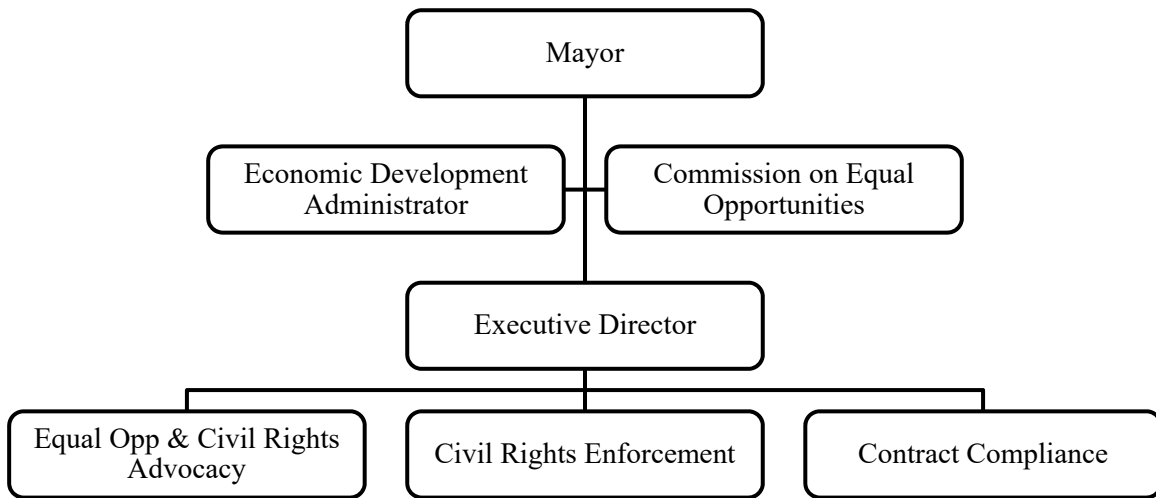 Mayor
Economic Development
Administrator
Commission on Equal
Opportunities
Executive Director
Equal Opp & Civil Rights
Advocacy
Civil Rights Enforcement
Contract Compliance